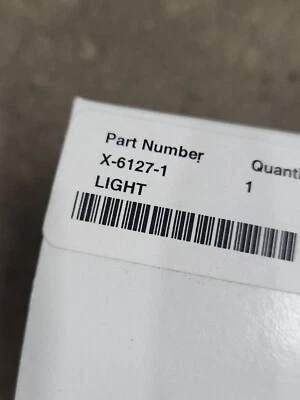 Part Number Quanti
X-6127-1 1
LIGHT